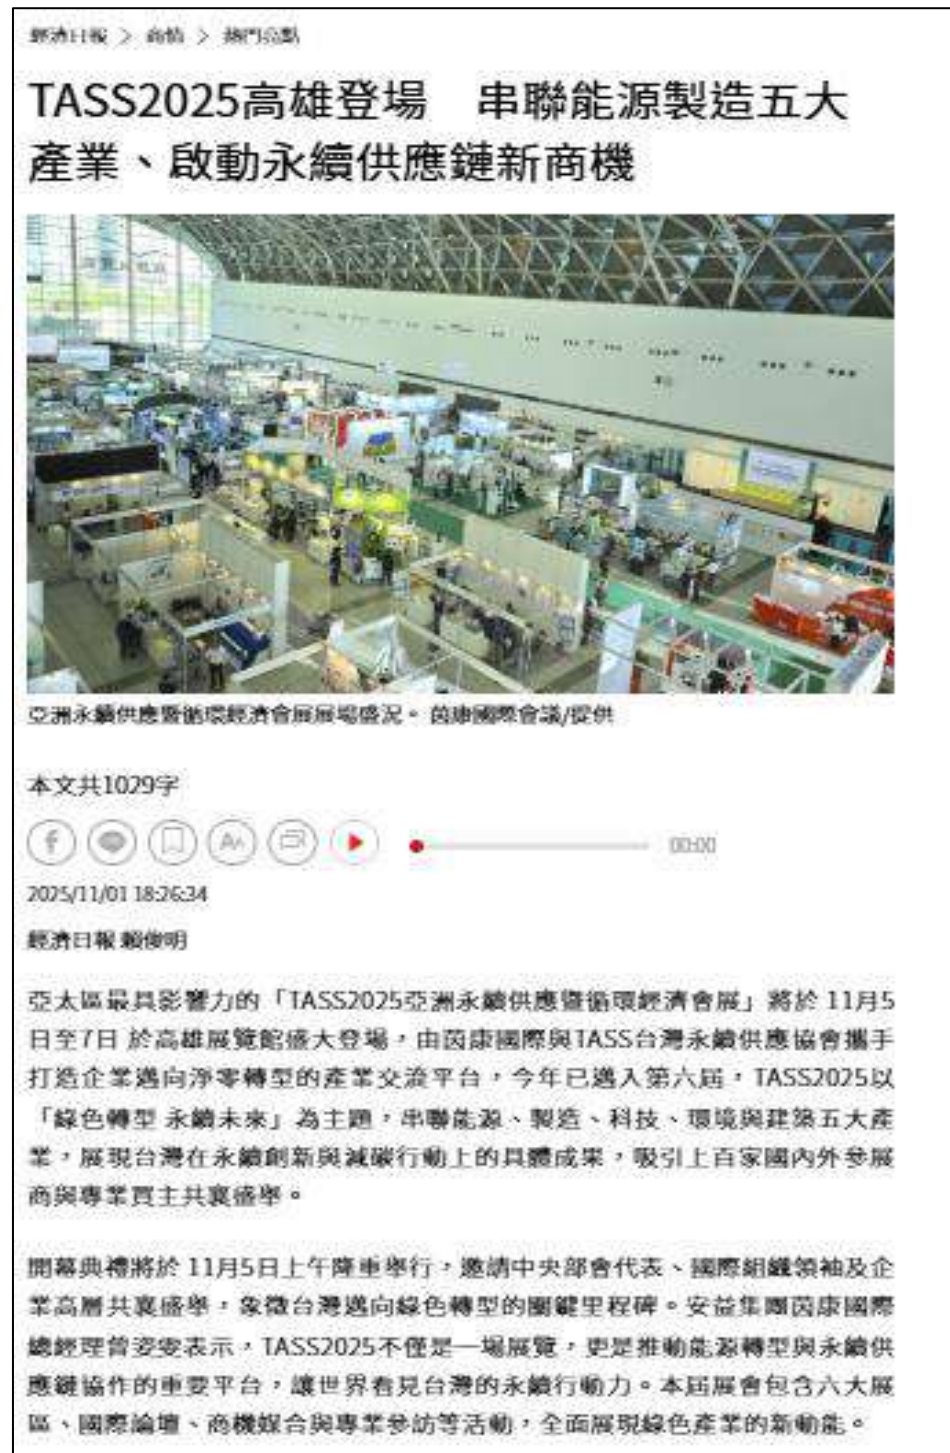 經濟日報 > 商情 > 熱門亮點
TASS2025高雄登場　串聯能源製造五大
產業、啟動永續供應鏈新商機
亞洲永續供應暨循環經濟會展展場盛況。 茵康國際會議/提供
本文共1029字
00:00
2025/11/01 18:26:34
經濟日報 賴俊明
亞太區最具影響力的「TASS2025亞洲永續供應暨循環經濟會展」將於 11月5
日至7日 於高雄展覽館盛大登場，由茵康國際與TASS台灣永續供應協會攜手
打造企業邁向淨零轉型的產業交流平台，今年已邁入第六屆，TASS2025以
「綠色轉型 永續未來」為主題，串聯能源、製造、科技、環境與建築五大產
業，展現台灣在永續創新與減碳行動上的具體成果，吸引上百家國內外參展
商與專業買主共襄盛舉。
開幕典禮將於 11月5日上午隆重舉行，邀請中央部會代表、國際組織領袖及企
業高層共襄盛舉，象徵台灣邁向綠色轉型的關鍵里程碑。安益集團茵康國際
總經理曾姿雯表示，TASS2025不僅是一場展覽，更是推動能源轉型與永續供
應鏈協作的重要平台，讓世界看見台灣的永續行動力。本屆展會包含六大展
區、國際論壇、商機媒合與專業參訪等活動，全面展現綠色產業的新動能。